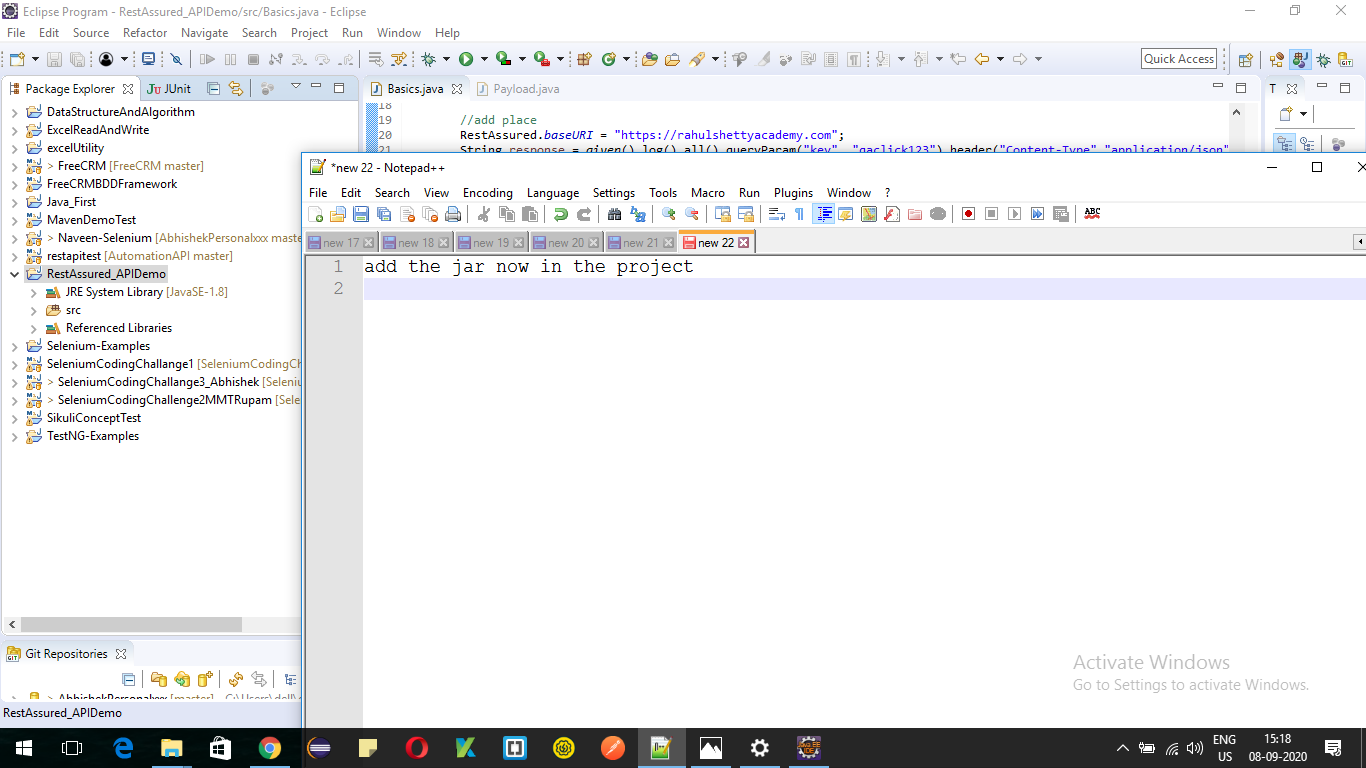 Eclipse Program - RestAssured_APIDemo/src/Basics.java - Eclipse
File Edit Source Refactor Navigate Search Project Run Window Help
Quick Access
Package Explorer JUnit
Basics.java Payload.java
T
DataStructureAndAlgorithm
ExcelReadAndWrite
excelUtility
> FreeCRM [FreeCRM master]
FreeCRMBDDFramework
Java_First
MavenDemoTest
> Naveen-Selenium [AbhishekPersonalxxx maste
restapitest [AutomationAPI master]
RestAssured_APIDemo
JRE System Library [JavaSE-1.8]
src
Referenced Libraries
Selenium-Examples
SeleniumCodingChallange1 [SeleniumCodingCh
> SeleniumCodingChallange3_Abhishek [Seleniu
> SeleniumCodingChallenge2MMTRupam [Sele
SikuliConceptTest
TestNG-Examples
18
19 //add place
20 RestAssured.baseURI = "https://rahulshettyacademy.com";
21 String response = given().log().all().queryParam("key", "qaclick123").header("Content-Type","application/json"
*new 22 - Notepad++
File Edit Search View Encoding Language Settings Tools Macro Run Plugins Window ?
ABC
new 17 new 18 new 19 new 20 new 21 new 22
1 add the jar now in the project
2
Git Repositories
> AbhishekPersonalxxx [master] - C:\Users\dell\
RestAssured_APIDemo
Activate Windows
Go to Settings to activate Windows.
ENG
US
15:18
08-09-2020